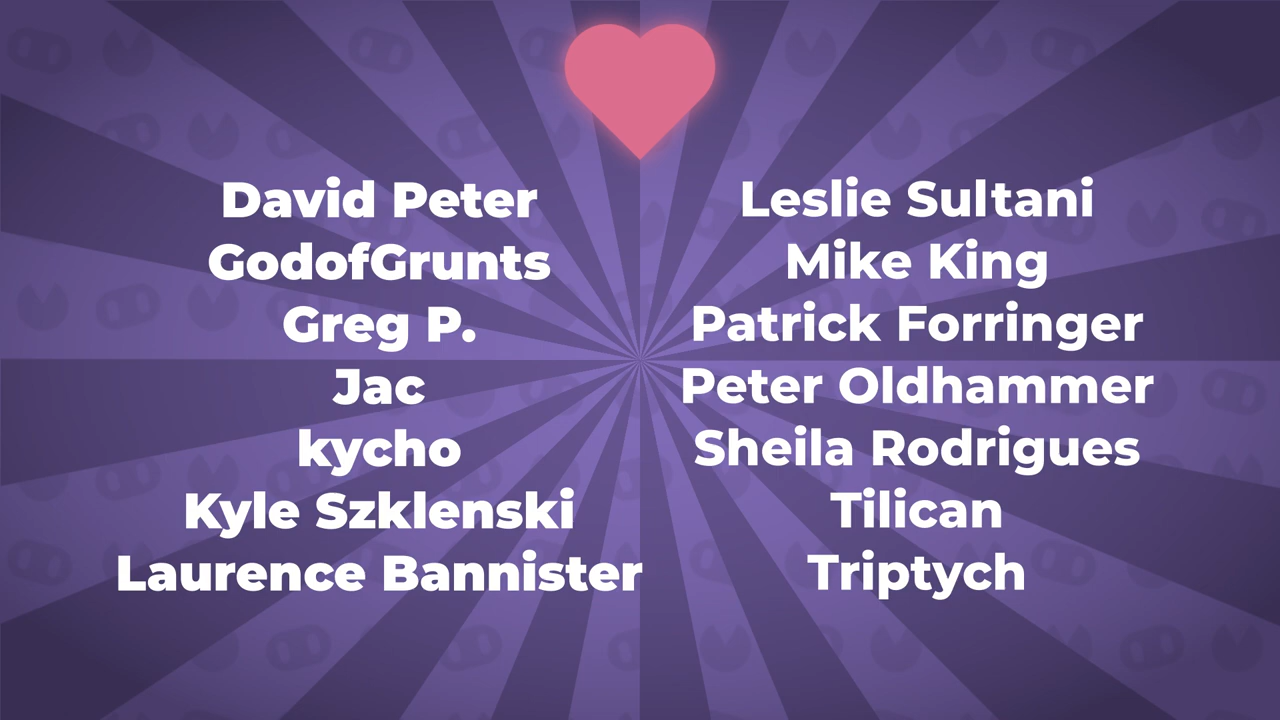 David Peter
GodofGrunts
Greg P.
Jac
kycho
Kyle Szklenski
Laurence Bannister
Leslie Sultani
Mike King
Patrick Forringer
Peter Oldhammer
Sheila Rodrigues
Tilican
Triptych